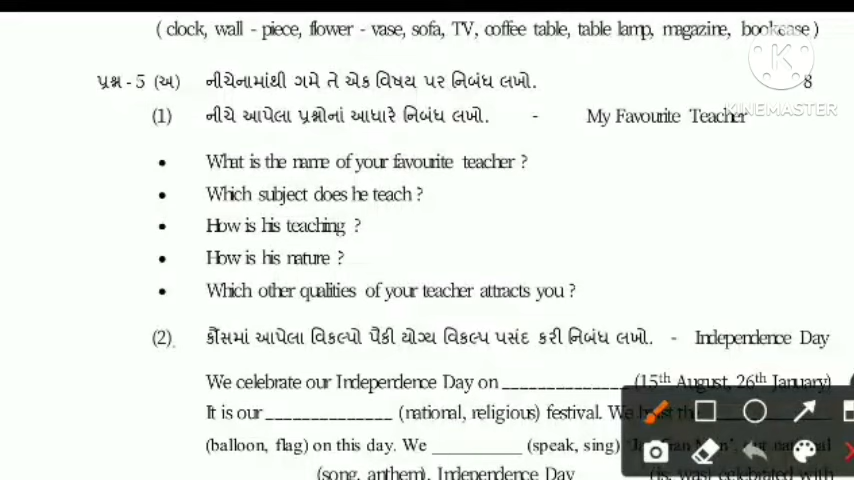 ( clock, wall - piece, flower - vase, sofa, TV, coffee table, table lamp, magazine, bookcase )
પ્રશ્ન - 5 (અ) નીચેનામાંથી ગમે તે એક વિષય પર નિબંધ લખો. 8
(1) નીચે આપેલા પ્રશ્નોનાં આધારે નિબંધ લખો. - My Favourite Teacher
KINEMASTER
• What is the name of your favourite teacher ?
• Which subject does he teach ?
• How is his teaching ?
• How is his nature ?
• Which other qualities of your teacher attracts you ?
(2) કૌંસમાં આપેલા વિકલ્પો પૈકી યોગ્ય વિકલ્પ પસંદ કરી નિબંધ લખો. - Independence Day
We celebrate our Independence Day on ______________ (15th August, 26th January)
It is our ______________ (national, religious) festival. We hoist the
(balloon, flag) on this day. We __________ (speak, sing)
(song, anthem). Independence Day